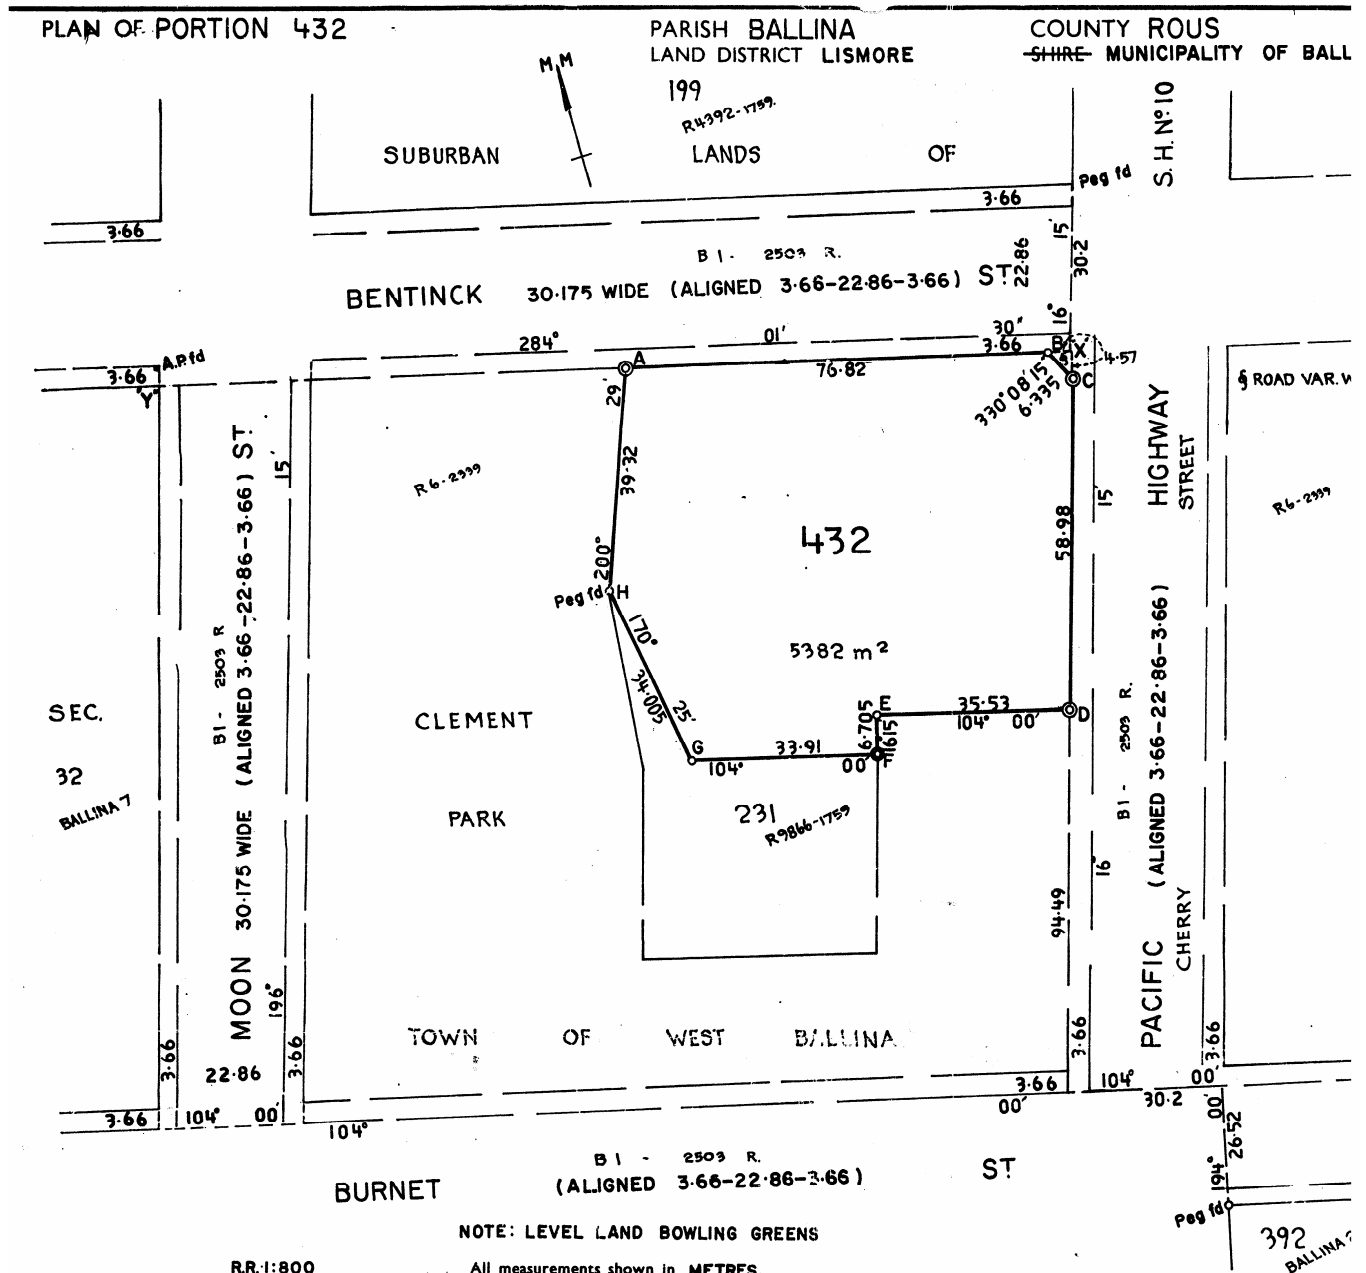 PLAN OF PORTION 432
PARISH BALLINA
LAND DISTRICT LISMORE
COUNTY ROUS
SHIRE MUNICIPALITY OF BALL
M M
199
R4392-1759.
S.H. Nº 10
SUBURBAN LANDS OF
Peg fd
3.66
3.66
15'
22.86
30.2
B1 - 2503 R.
BENTINCK 30.175 WIDE (ALIGNED 3.66-22.86-3.66) ST.
16°
284° 01' 30"
A.P. fd
3.66
"Y"
A
76.82
3.66
B
X
4.57
C
330° 08' 15"
6.335
§ ROAD VAR. W
29'
39.32
200°
R6-2339
15'
MOON 30.175 WIDE (ALIGNED 3.66-22.86-3.66) ST.
B1 - 2503 R
196°
432
58.98
15'
HIGHWAY
STREET
R6-2339
Peg fd H
170°
34.005
25'
5382 m²
SEC.
32
BALLINA 7
CLEMENT
PARK
E
35.53
104° 00'
D
6.705
1615
G
33.91
104° 00'
F
231
R9866-1759
B1 - 2503 R.
16°
PACIFIC (ALIGNED 3.66-22.86-3.66)
CHERRY
94.49
TOWN OF WEST BALLINA
3.66
22.86
3.66
3.66
3.66
3.66
104° 00'
3.66
104° 00'
104°
00'
30.2
00'
26.52
194°
B1 - 2503 R.
BURNET (ALIGNED 3.66-22.86-3.66) ST.
Peg fd
392
BALLINA 2
NOTE: LEVEL LAND BOWLING GREENS
R.R. 1:800
All measurements shown in METRES